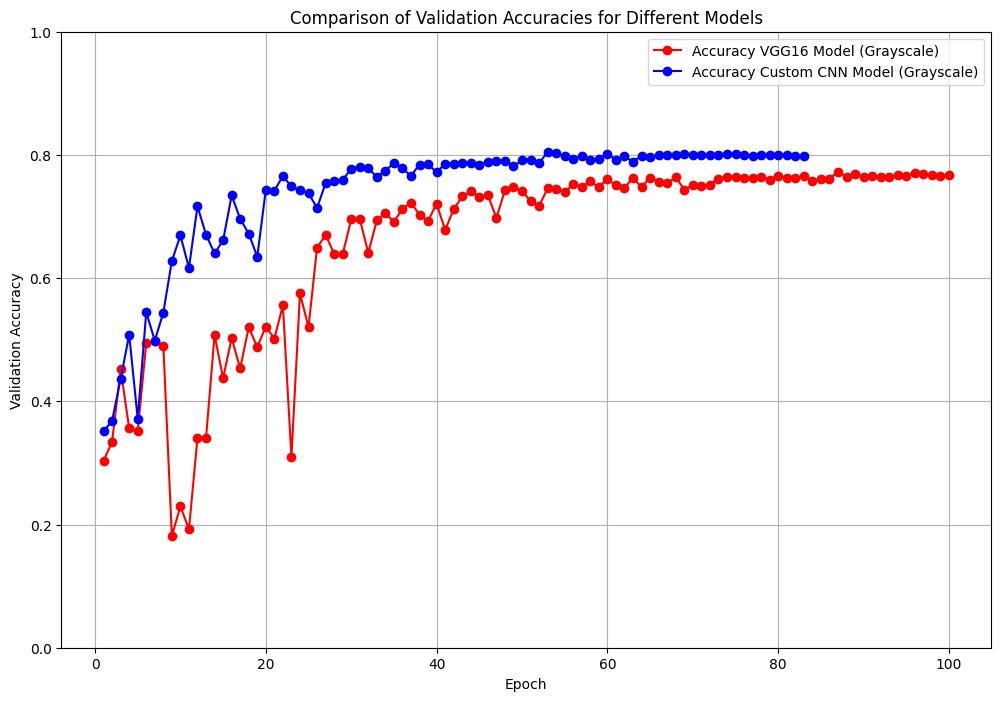 Comparison of Validation Accuracies for Different Models
Accuracy VGG16 Model (Grayscale)
Accuracy Custom CNN Model (Grayscale)
Validation Accuracy
1.0
0.8
0.6
0.4
0.2
0.0
0 20 40 60 80 100
Epoch